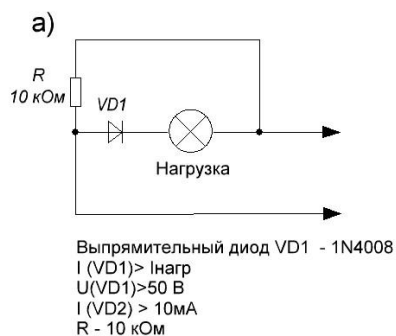 а)
R
10 кОм
VD1
Нагрузка
Выпрямительный диод VD1 - 1N4008
I (VD1)> Iнагр
U(VD1)>50 В
I (VD2) > 10мА
R - 10 кОм